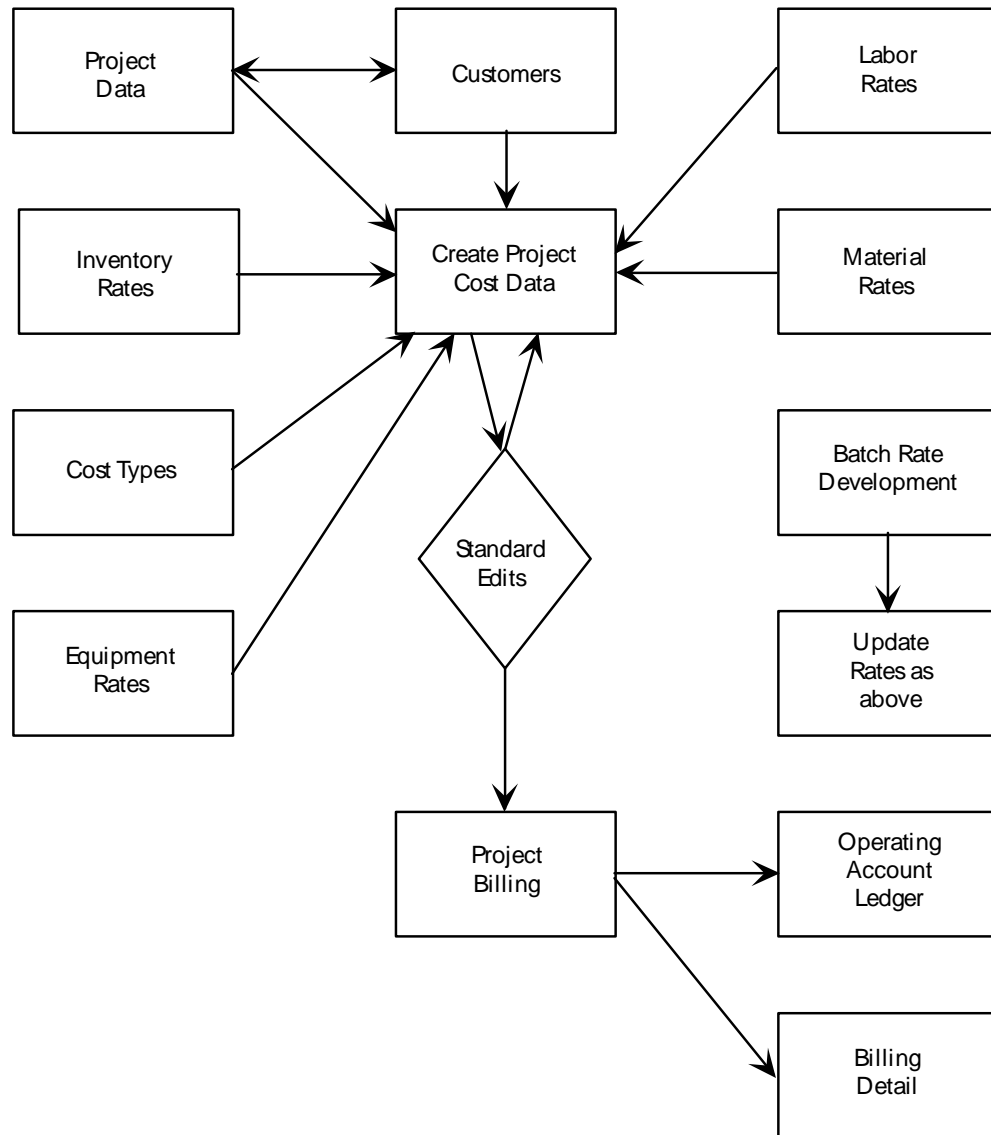 Project
Data
Customers
Labor
Rates
Inventory
Rates
Create Project
Cost Data
Material
Rates
Cost Types
Batch Rate
Development
Standard
Edits
Equipment
Rates
Update
Rates as
above
Project
Billing
Operating
Account
Ledger
Billing
Detail